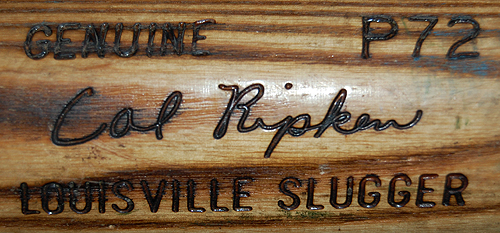 GENUINE P72
Cal Ripken
LOUISVILLE SLUGGER